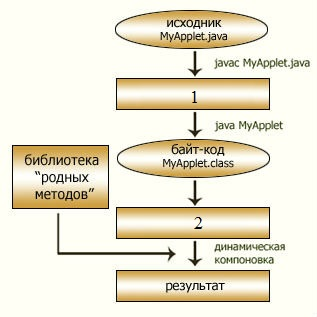 исходник
MyApplet.java
javac MyApplet.java
1
java MyApplet
байт-код
MyApplet.class
библиотека
“родных
методов”
2
динамическая
компоновка
результат